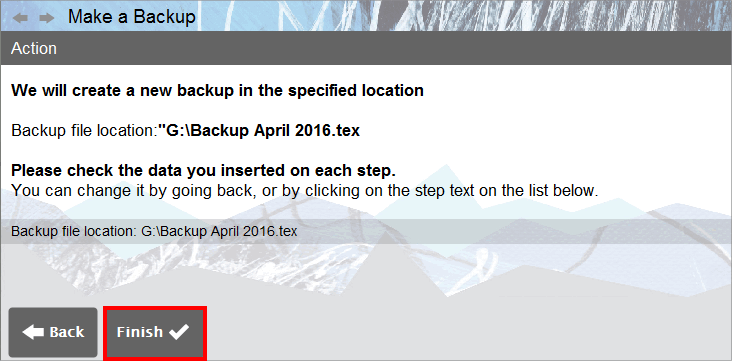 Make a Backup
Action
We will create a new backup in the specified location
Backup file location:"G:\Backup April 2016.tex
Please check the data you inserted on each step.
You can change it by going back, or by clicking on the step text on the list below.
Backup file location: G:\Backup April 2016.tex
Back Finish